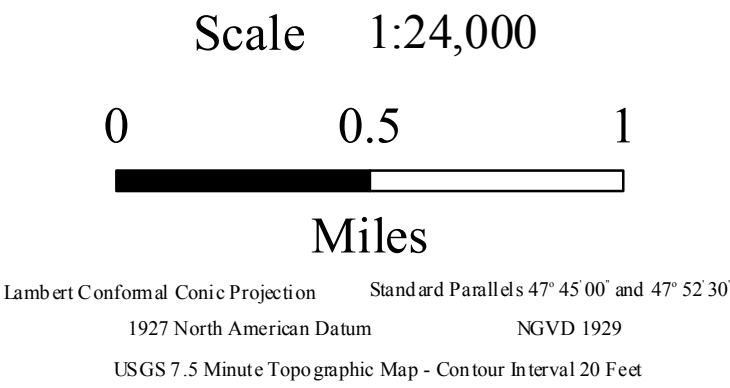 Scale 1:24,000
0 0.5 1
Miles
Lambert Conformal Conic Projection Standard Parallels 47° 45' 00" and 47° 52' 30"
1927 North American Datum NGVD 1929
USGS 7.5 Minute Topographic Map - Contour Interval 20 Feet